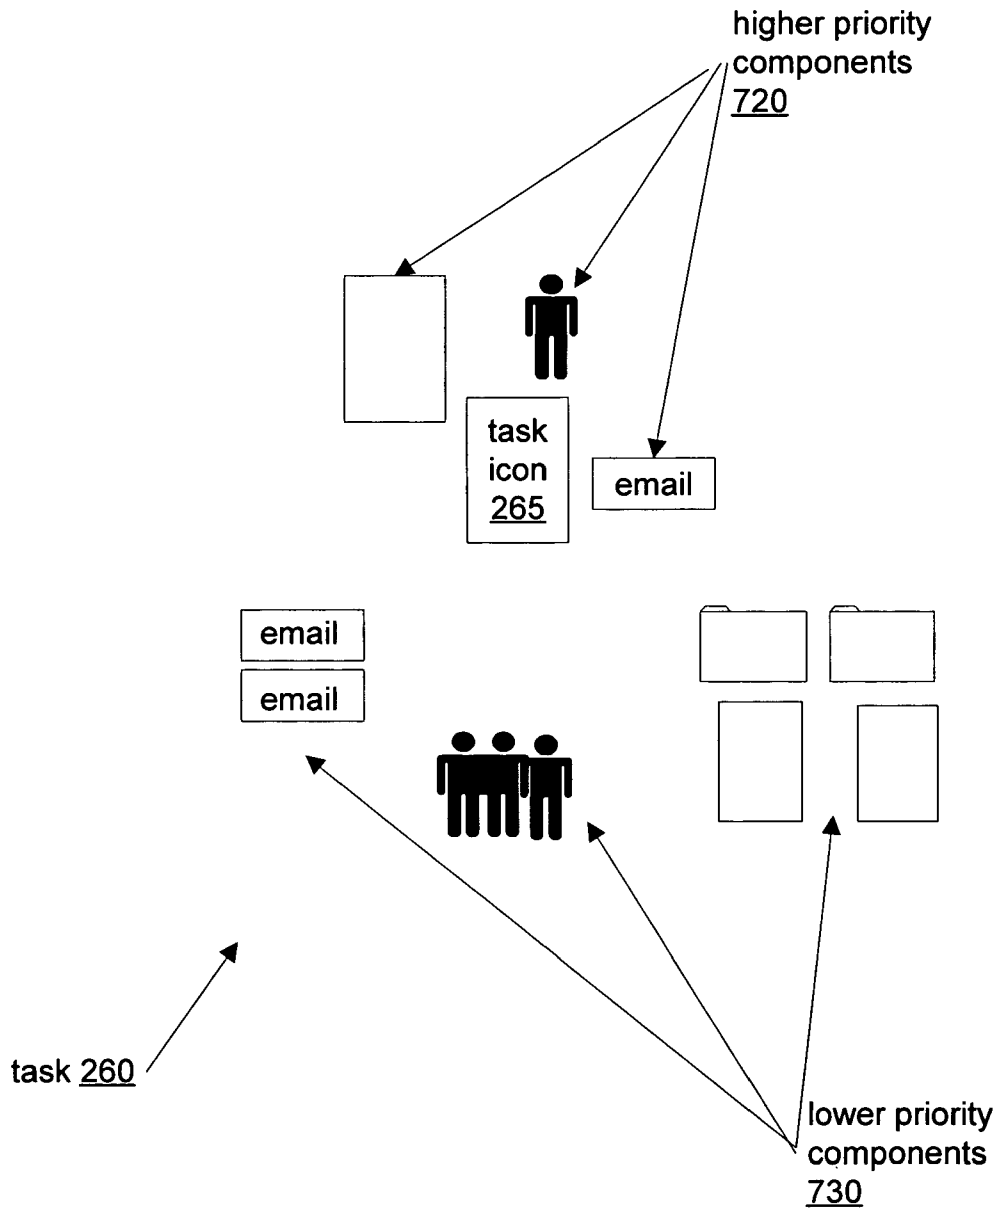 higher priority
components
720
task
icon
265
email
email
email
task 260
lower priority
components
730